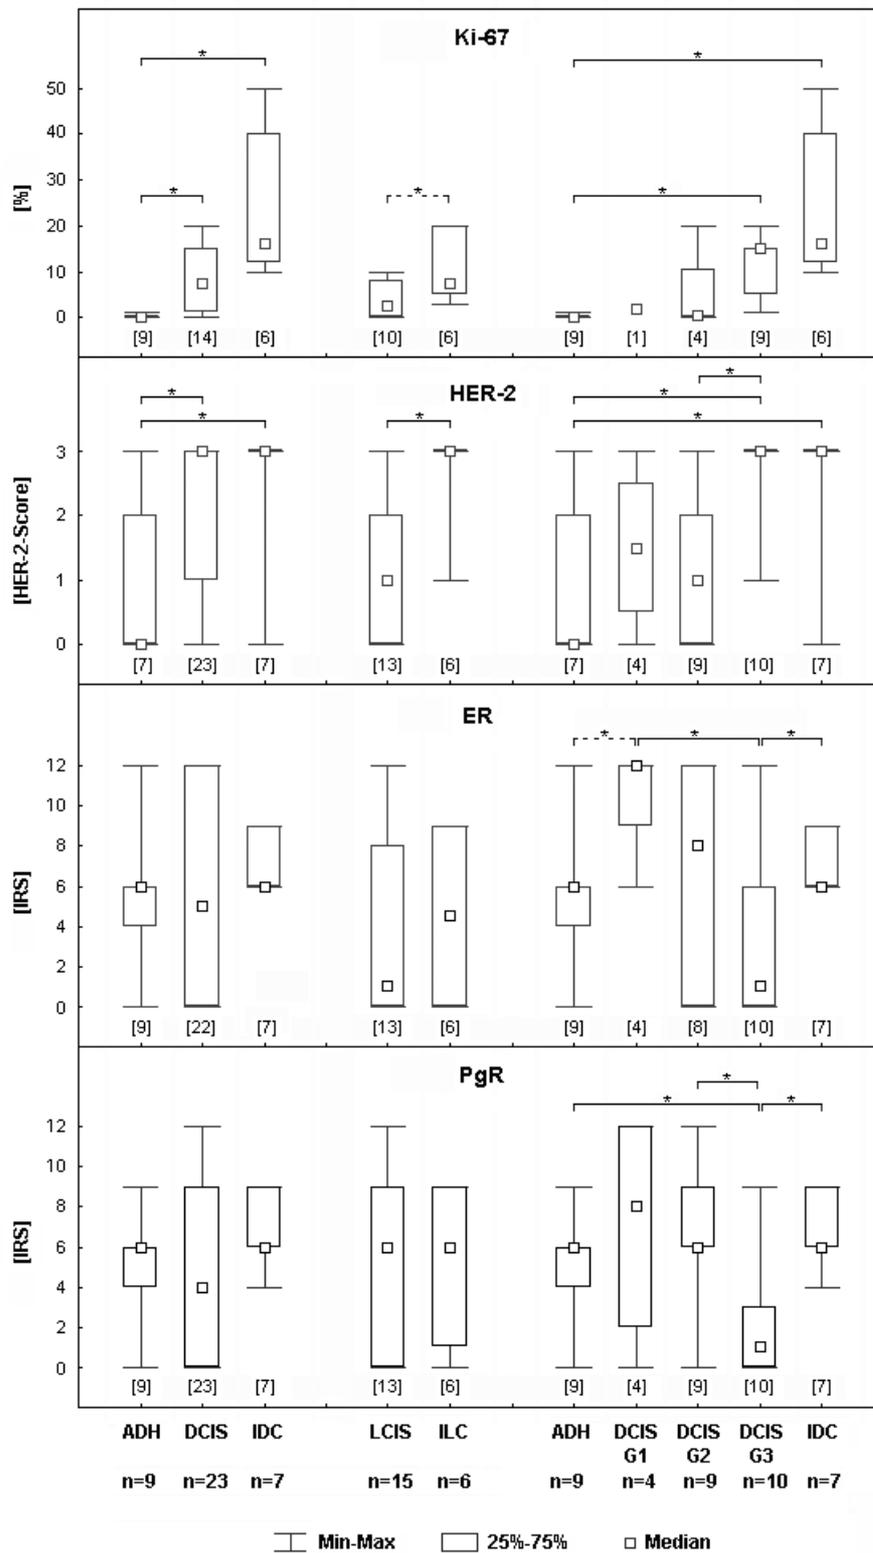 Ki-67
* *
50
40
30
20
10
0
[%]
* * *
[9] [14] [6] [10] [6] [9] [1] [4] [9] [6]
HER-2
*
* *
* * *
3
2
1
0
[HER-2-Score]
[7] [23] [7] [13] [6] [7] [4] [9] [10] [7]
ER
* * *
12
10
8
6
4
2
0
[IRS]
[9] [22] [7] [13] [6] [9] [4] [8] [10] [7]
PgR
*
* *
12
10
8
6
4
2
0
[IRS]
[9] [23] [7] [13] [6] [9] [4] [9] [10] [7]
ADH DCIS IDC LCIS ILC ADH DCIS DCIS DCIS IDC
G1 G2 G3
n=9 n=23 n=7 n=15 n=6 n=9 n=4 n=9 n=10 n=7
Min-Max 25%-75% Median